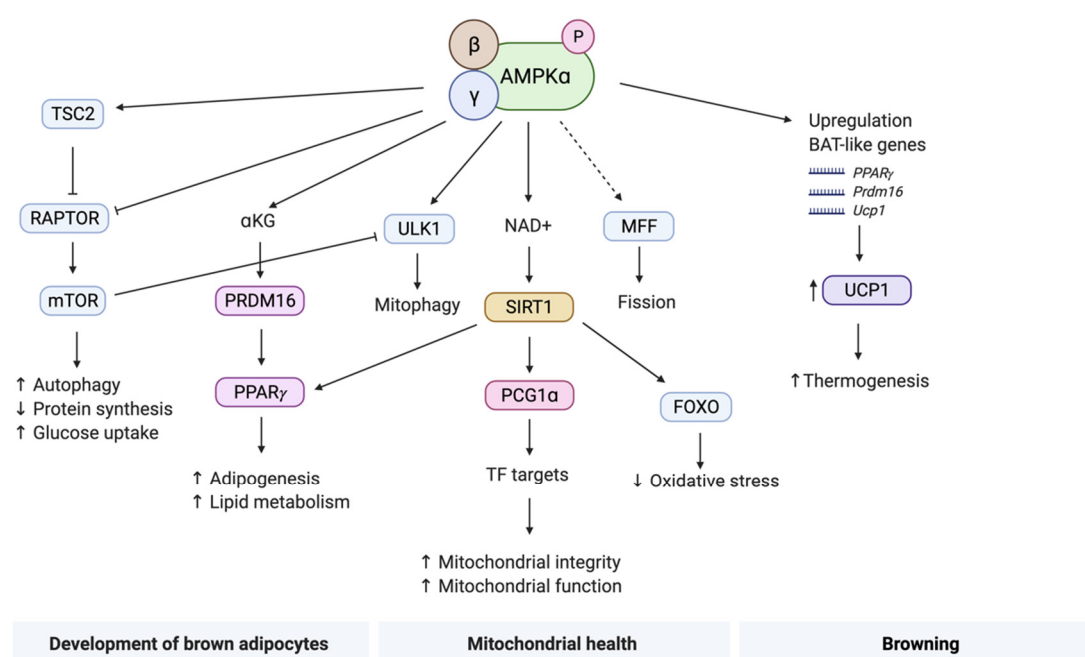 β
P
AMPKα
γ
TSC2
Upregulation
BAT-like genes
PPARγ
Prdm16
Ucp1
RAPTOR
αKG
ULK1
NAD+
MFF
mTOR
PRDM16
Mitophagy
SIRT1
Fission
↑ UCP1
↑ Autophagy
↓ Protein synthesis
↑ Glucose uptake
PPARγ
PCG1α
FOXO
↑Thermogenesis
↑ Adipogenesis
↑ Lipid metabolism
TF targets
↓ Oxidative stress
↑ Mitochondrial integrity
↑ Mitochondrial function
Development of brown adipocytes
Mitochondrial health
Browning